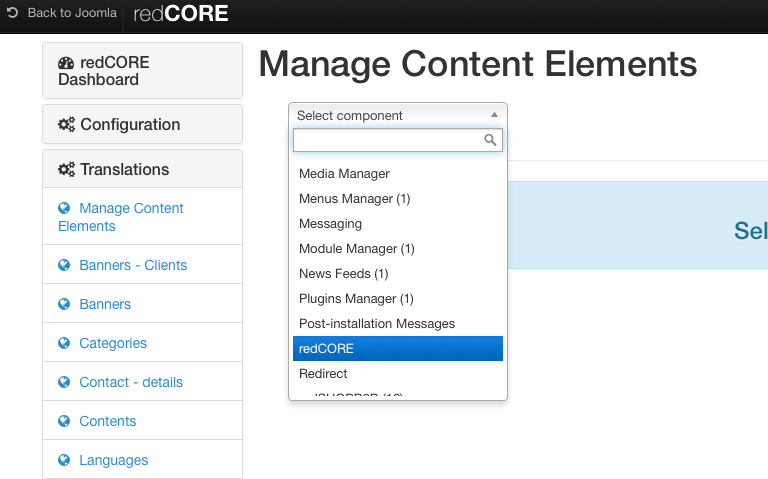 Back to Joomla
redCORE
redCORE
Dashboard
Configuration
Translations
Manage Content
Elements
Banners - Clients
Banners
Categories
Contact - details
Contents
Languages
Manage Content Elements
Select component
Media Manager
Menus Manager (1)
Messaging
Module Manager (1)
News Feeds (1)
Plugins Manager (1)
Post-installation Messages
redCORE
Redirect
Sel